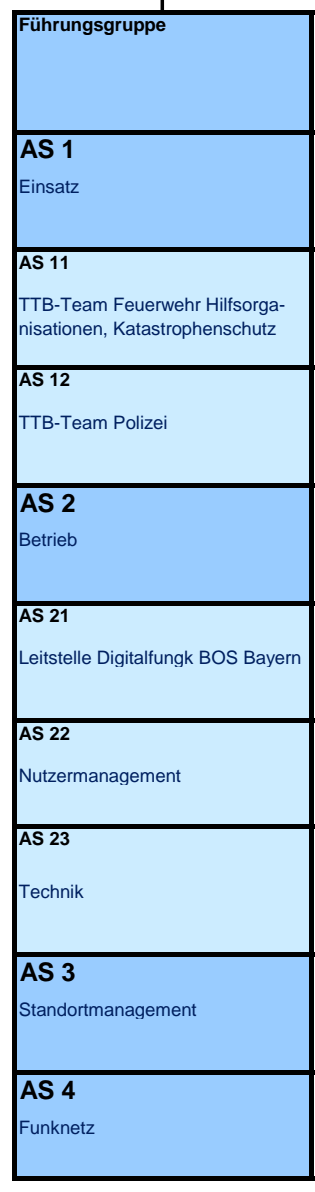 Führungsgruppe
AS 1
Einsatz
AS 11
TTB-Team Feuerwehr Hilfsorga-
nisationen, Katastrophenschutz
AS 12
TTB-Team Polizei
AS 2
Betrieb
AS 21
Leitstelle Digitalfungk BOS Bayern
AS 22
Nutzermanagement
AS 23
Technik
AS 3
Standortmanagement
AS 4
Funknetz